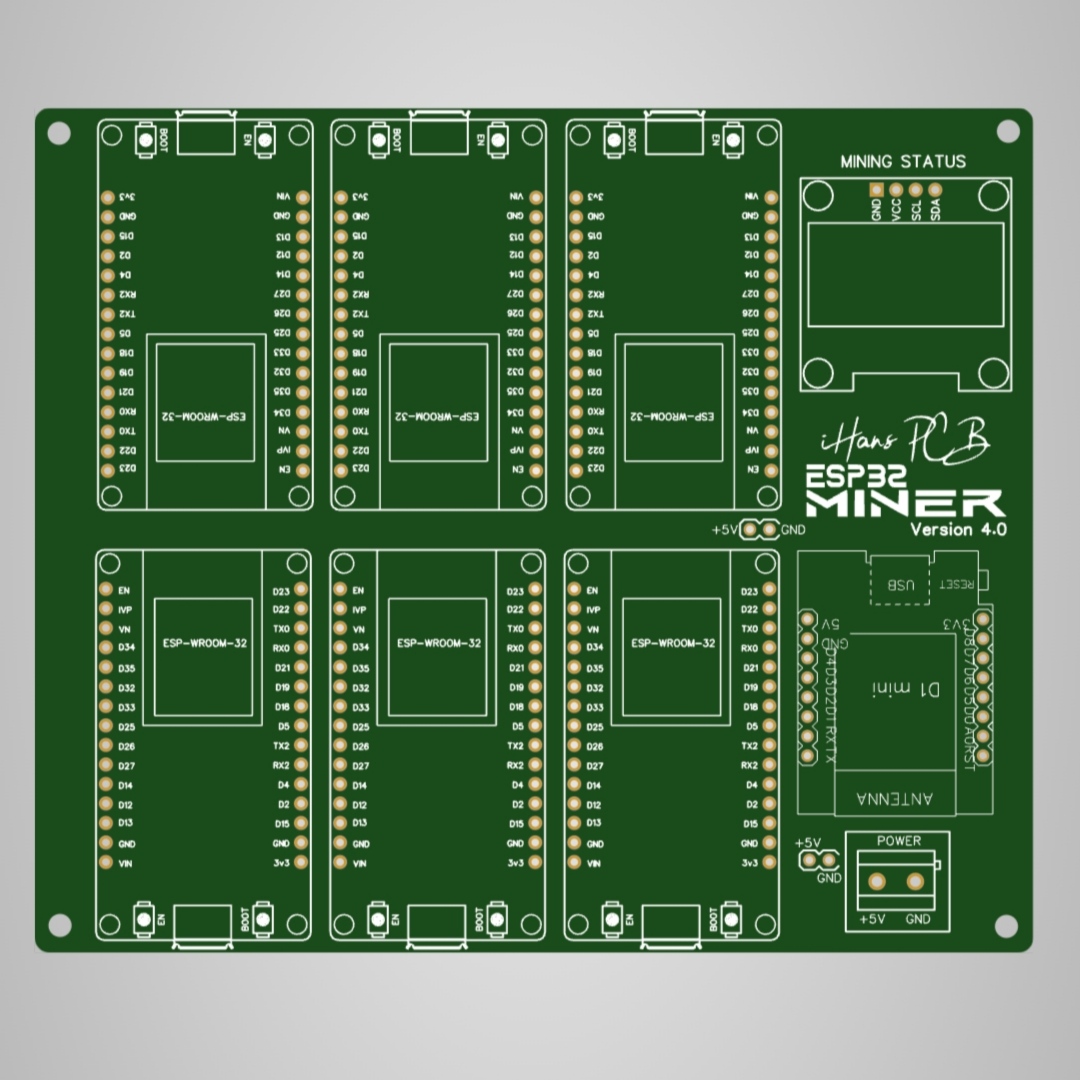 BOOT EN
3v3 VIN
GND GND
D15 D13
D2 D12
D4 D14
RX2 D27
TX2 D26
D5 D25
D18 D33
D19 D32
D21 D35
RX0 D34
TX0 VN
D22 IVP
D23 EN
ESP-WROOM-32
BOOT EN
3v3 VIN
GND GND
D15 D13
D2 D12
D4 D14
RX2 D27
TX2 D26
D5 D25
D18 D33
D19 D32
D21 D35
RX0 D34
TX0 VN
D22 IVP
D23 EN
ESP-WROOM-32
BOOT EN
3v3 VIN
GND GND
D15 D13
D2 D12
D4 D14
RX2 D27
TX2 D26
D5 D25
D18 D33
D19 D32
D21 D35
RX0 D34
TX0 VN
D22 IVP
D23 EN
ESP-WROOM-32
MINING STATUS
GND VCC SCL SDA
iHans PCB
ESP32
MINER
Version 4.0
+5V GND
EN D23
IVP D22
VN TX0
D34 RX0
D35 D21
D32 D19
D33 D18
D25 D5
D26 TX2
D27 RX2
D14 D4
D12 D2
D13 D15
GND GND
VIN 3v3
ESP-WROOM-32
EN BOOT
EN D23
IVP D22
VN TX0
D34 RX0
D35 D21
D32 D19
D33 D18
D25 D5
D26 TX2
D27 RX2
D14 D4
D12 D2
D13 D15
GND GND
VIN 3v3
ESP-WROOM-32
EN BOOT
EN D23
IVP D22
VN TX0
D34 RX0
D35 D21
D32 D19
D33 D18
D25 D5
D26 TX2
D27 RX2
D14 D4
D12 D2
D13 D15
GND GND
VIN 3v3
ESP-WROOM-32
EN BOOT
USB
RESET
5V 3V3
GND D8
D4 D7
D3 D6
D2 D5
D1 D0
RX A0
TX RST
D1 mini
ANTENNA
+5V
GND
POWER
+5V GND